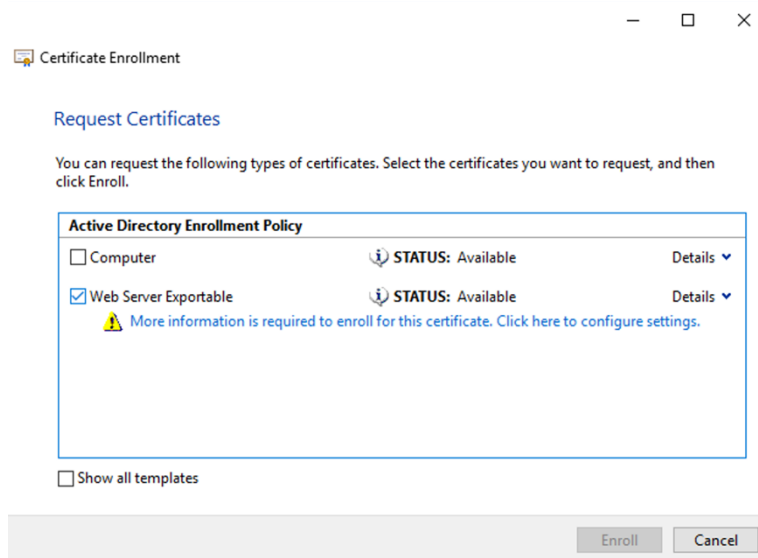 Certificate Enrollment
Request Certificates
You can request the following types of certificates. Select the certificates you want to request, and then
click Enroll.
Active Directory Enrollment Policy
Computer STATUS: Available Details
Web Server Exportable STATUS: Available Details
More information is required to enroll for this certificate. Click here to configure settings.
Show all templates
Enroll Cancel